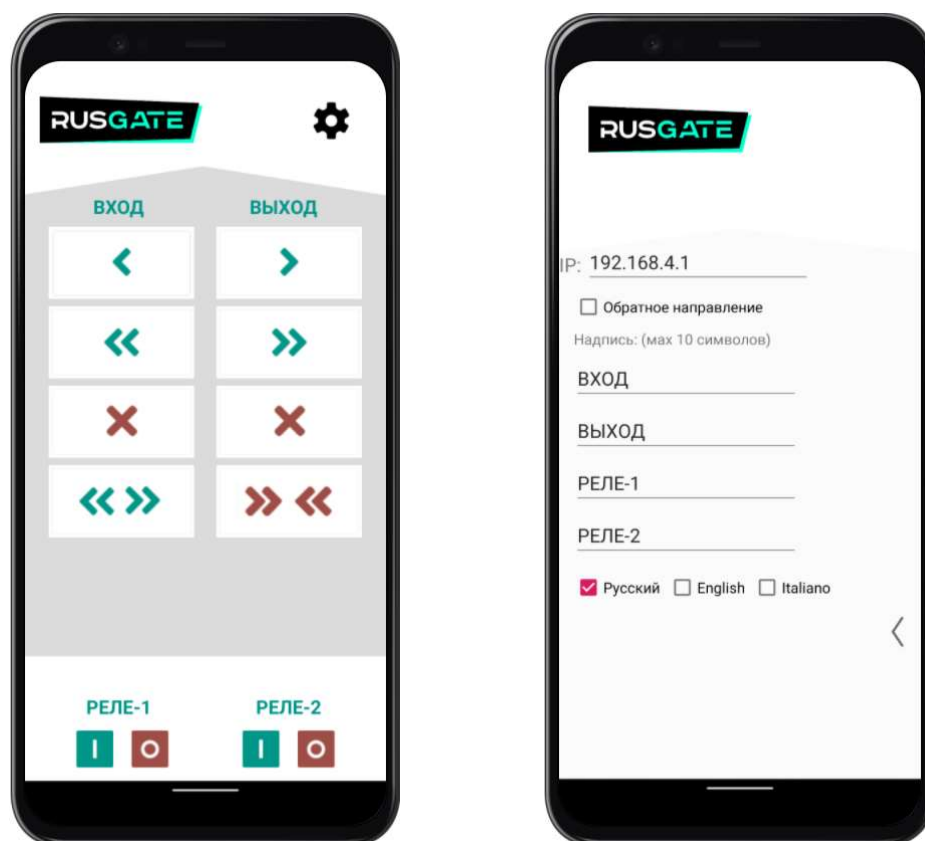 RUSGATE
ВХОД ВЫХОД
РЕЛЕ-1 РЕЛЕ-2
I O I O
RUSGATE
IP: 192.168.4.1
Обратное направление
Надпись: (мах 10 символов)
ВХОД
ВЫХОД
РЕЛЕ-1
РЕЛЕ-2
Русский English Italiano